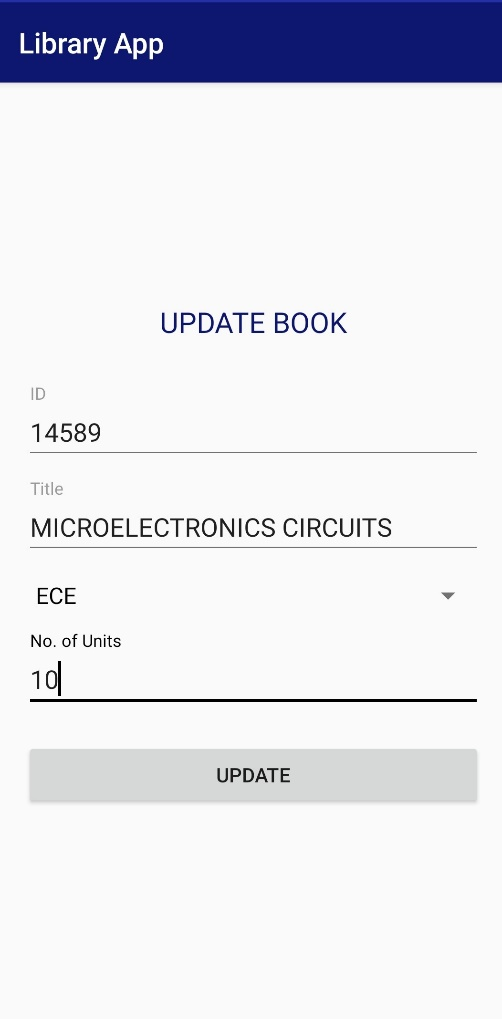 Library App
UPDATE BOOK
ID
14589
Title
MICROELECTRONICS CIRCUITS
ECE
No. of Units
10
UPDATE